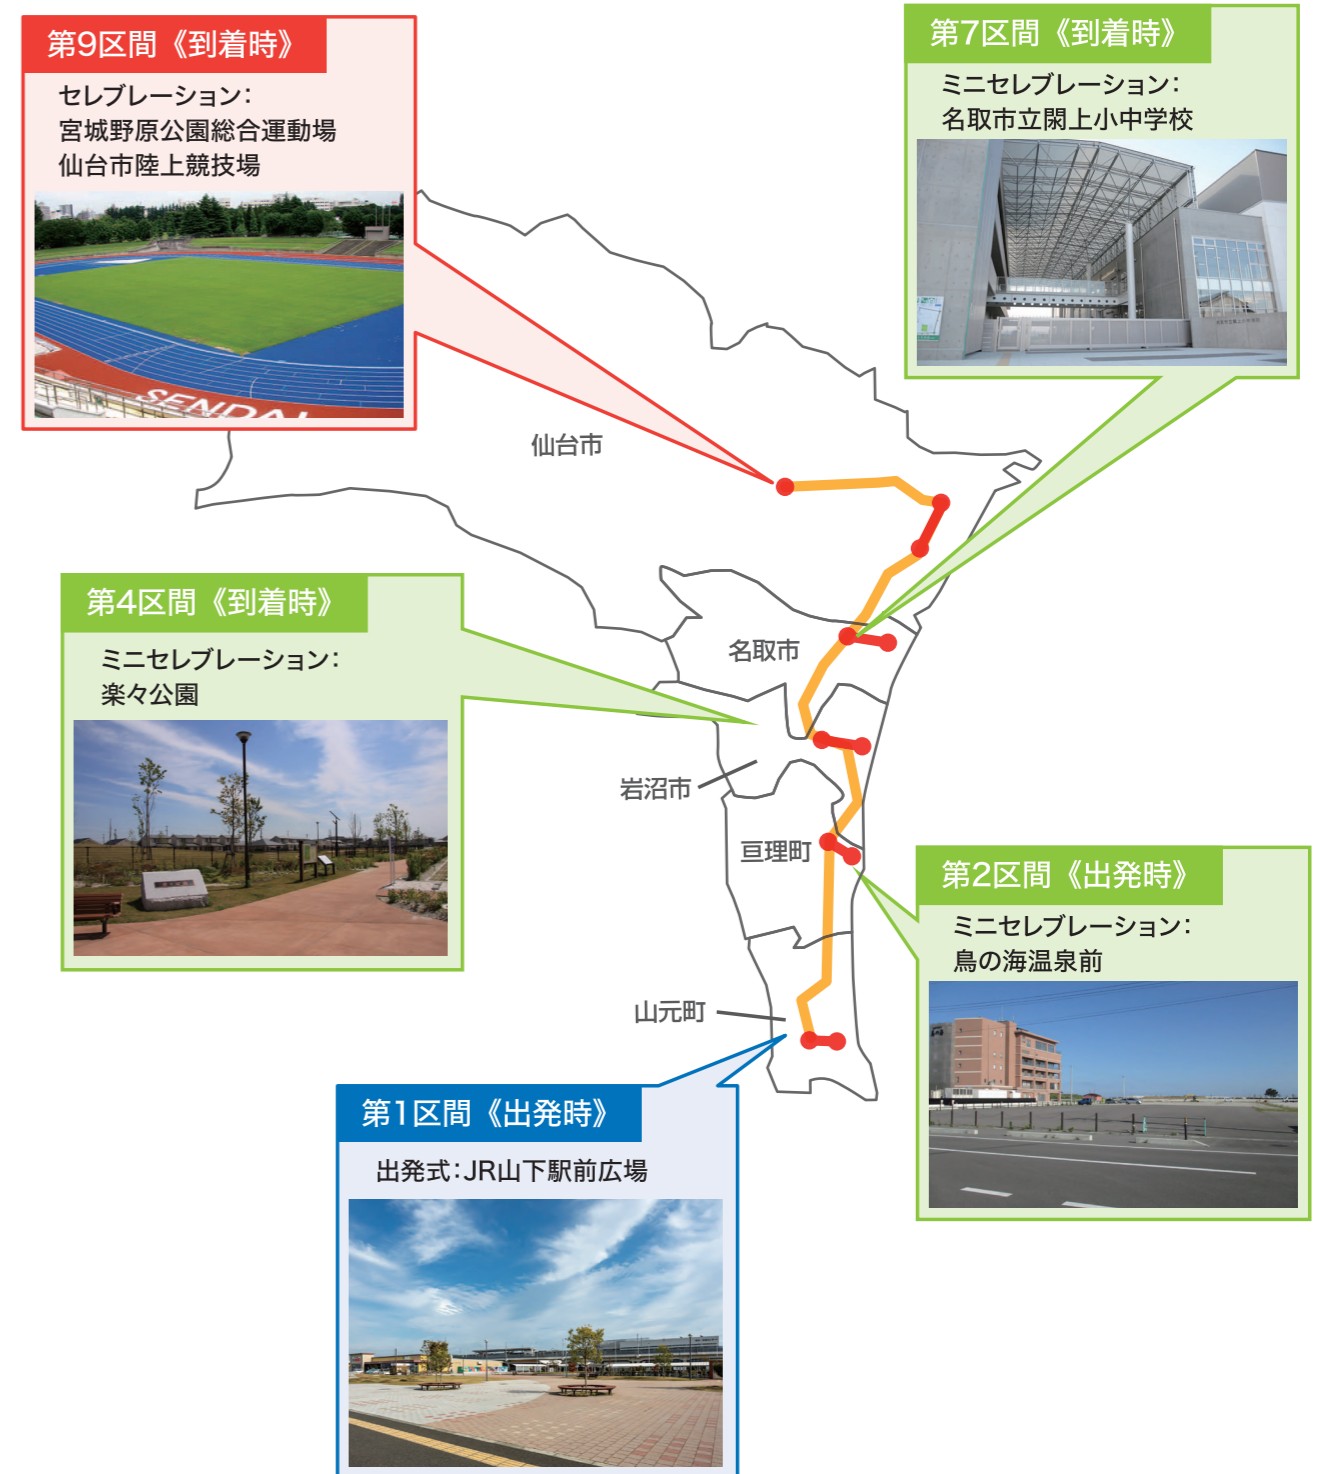 第9区間《到着時》
セレブレーション：
宮城野原公園総合運動場
仙台市陸上競技場
SENDAI
第7区間《到着時》
ミニセレブレーション：
名取市立閖上小中学校
仙台市
第4区間《到着時》
ミニセレブレーション：
楽々公園
名取市
岩沼市
亘理町
第2区間《出発時》
ミニセレブレーション：
鳥の海温泉前
山元町
第1区間《出発時》
出発式：JR山下駅前広場